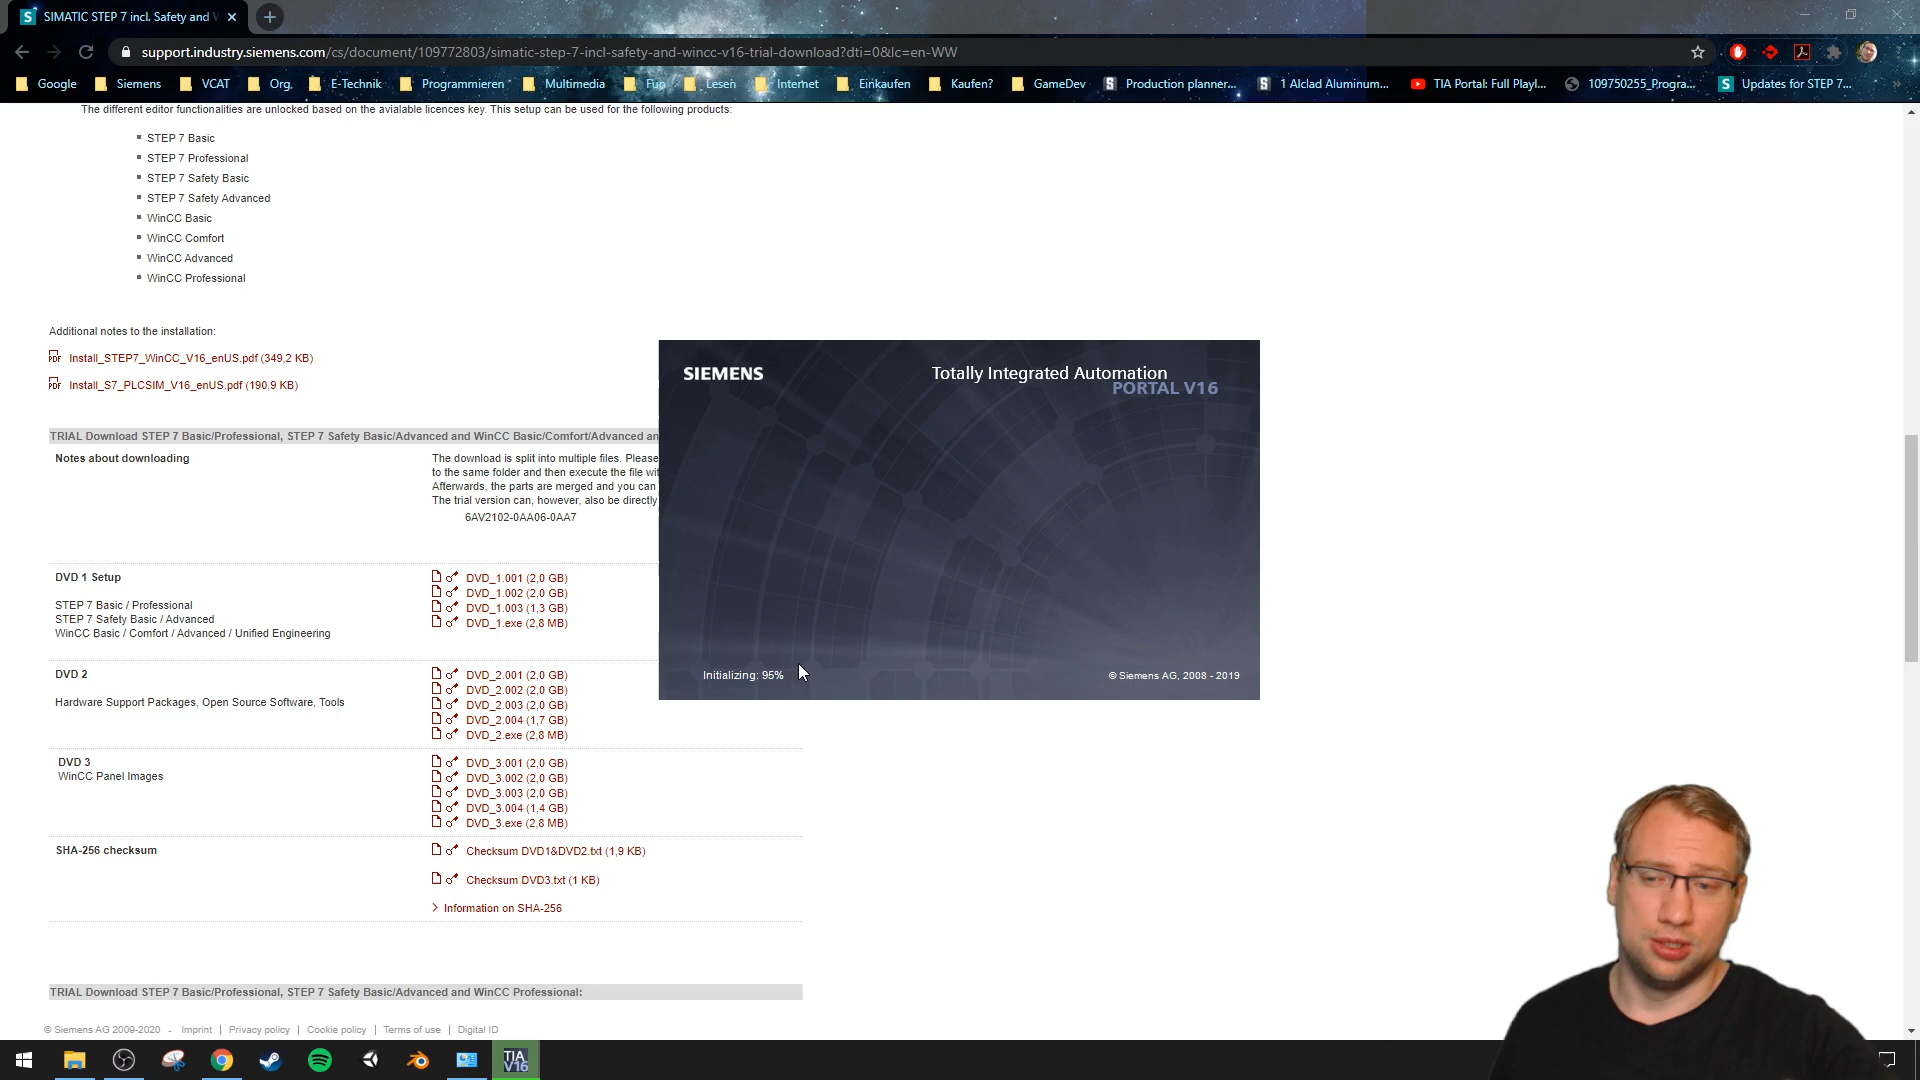 SIMATIC STEP 7 incl. Safety and
support.industry.siemens.com/cs/document/109772803/simatic-step-7-incl-safety-and-wincc-v16-trial-download?dti=0&lc=en-WW
Google Siemens VCAT Org. E-Technik Programmieren Multimedia Fun Lesen Internet Einkaufen Kaufen? GameDev Production planner... 1 Alclad Aluminum... TIA Portal: Full Playl... 109750255_Progra... Updates for STEP 7...
The different editor functionalities are unlocked based on the avialable licences key. This setup can be used for the following products:
STEP 7 Basic
STEP 7 Professional
STEP 7 Safety Basic
STEP 7 Safety Advanced
WinCC Basic
WinCC Comfort
WinCC Advanced
WinCC Professional
Additional notes to the installation:
Install_STEP7_WinCC_V16_enUS.pdf (349,2 KB)
Install_S7_PLCSIM_V16_enUS.pdf (190,9 KB)
TRIAL Download STEP 7 Basic/Professional, STEP 7 Safety Basic/Advanced and WinCC Basic/Comfort/Advanced an
Notes about downloading
The download is split into multiple files. Please
to the same folder and then execute the file wit
Afterwards, the parts are merged and you can
The trial version can, however, also be directly
6AV2102-0AA06-0AA7
DVD 1 Setup
STEP 7 Basic / Professional
STEP 7 Safety Basic / Advanced
WinCC Basic / Comfort / Advanced / Unified Engineering
DVD_1.001 (2,0 GB)
DVD_1.002 (2,0 GB)
DVD_1.003 (1,3 GB)
DVD_1.exe (2,8 MB)
DVD 2
Hardware Support Packages, Open Source Software, Tools
DVD_2.001 (2,0 GB)
DVD_2.002 (2,0 GB)
DVD_2.003 (2,0 GB)
DVD_2.004 (1,7 GB)
DVD_2.exe (2,8 MB)
DVD 3
WinCC Panel Images
DVD_3.001 (2,0 GB)
DVD_3.002 (2,0 GB)
DVD_3.003 (2,0 GB)
DVD_3.004 (1,4 GB)
DVD_3.exe (2,8 MB)
SHA-256 checksum
Checksum DVD1&DVD2.txt (1,9 KB)
Checksum DVD3.txt (1 KB)
Information on SHA-256
TRIAL Download STEP 7 Basic/Professional, STEP 7 Safety Basic/Advanced and WinCC Professional:
© Siemens AG 2009-2020 - Imprint | Privacy policy | Cookie policy | Terms of use | Digital ID
SIEMENS
Totally Integrated Automation
PORTAL V16
Initializing: 95%
© Siemens AG, 2008 - 2019
TIA
V16